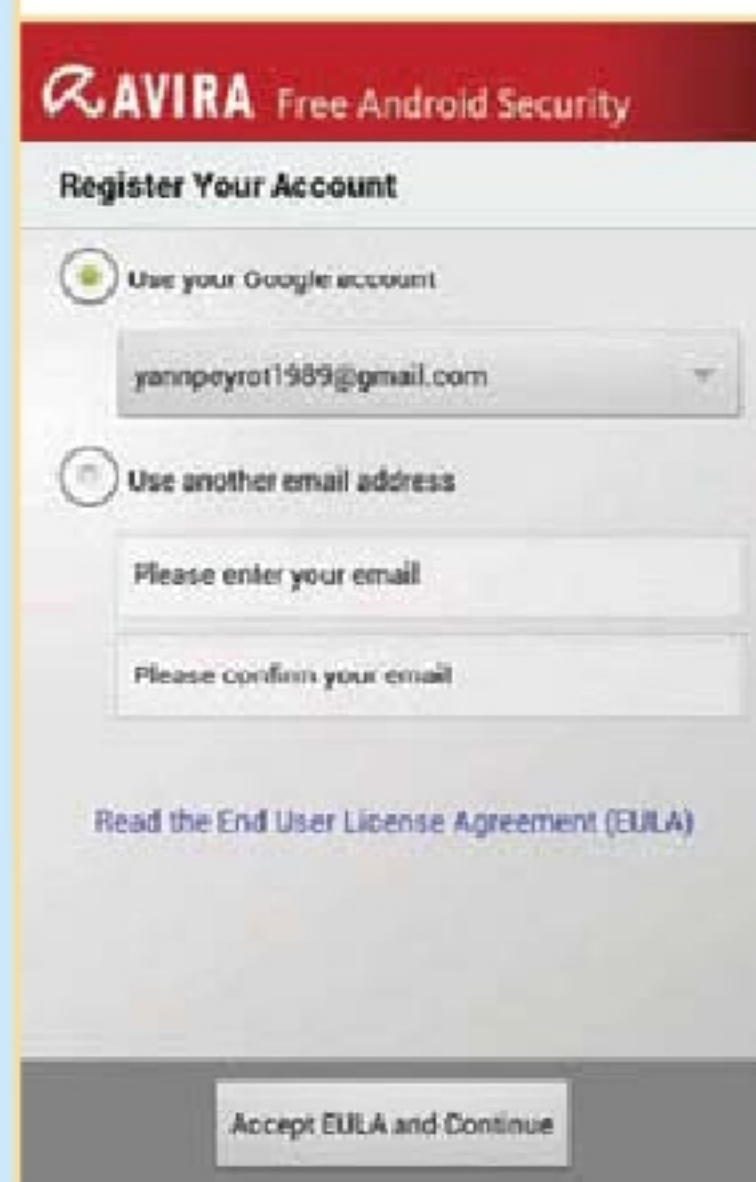 AVIRA Free Android Security
Register Your Account
Use your Google account
yannpeyrot1989@gmail.com
Use another email address
Please enter your email
Please confirm your email
Read the End User License Agreement (EULA)
Accept EULA and Continue